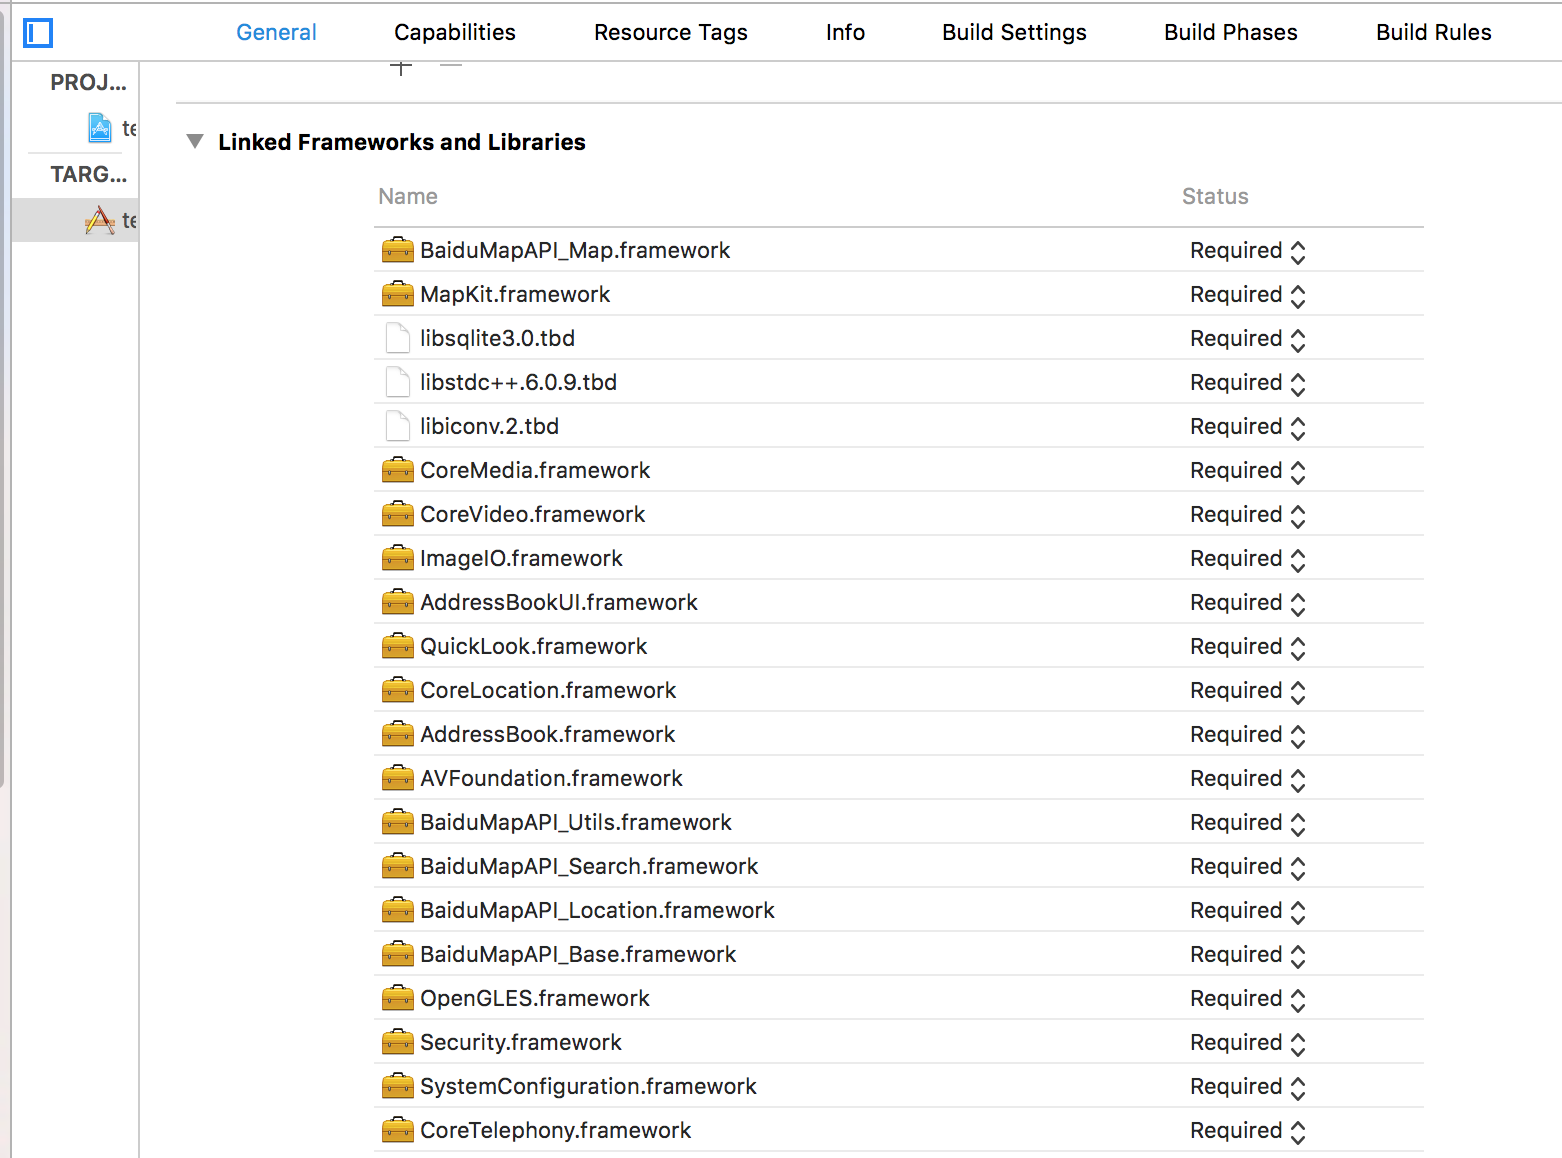 General Capabilities Resource Tags Info Build Settings Build Phases Build Rules
PROJ...
te
TARG...
te
Linked Frameworks and Libraries
Name Status
BaiduMapAPI_Map.framework Required
MapKit.framework Required
libsqlite3.0.tbd Required
libstdc++.6.0.9.tbd Required
libiconv.2.tbd Required
CoreMedia.framework Required
CoreVideo.framework Required
ImageIO.framework Required
AddressBookUI.framework Required
QuickLook.framework Required
CoreLocation.framework Required
AddressBook.framework Required
AVFoundation.framework Required
BaiduMapAPI_Utils.framework Required
BaiduMapAPI_Search.framework Required
BaiduMapAPI_Location.framework Required
BaiduMapAPI_Base.framework Required
OpenGLES.framework Required
Security.framework Required
SystemConfiguration.framework Required
CoreTelephony.framework Required